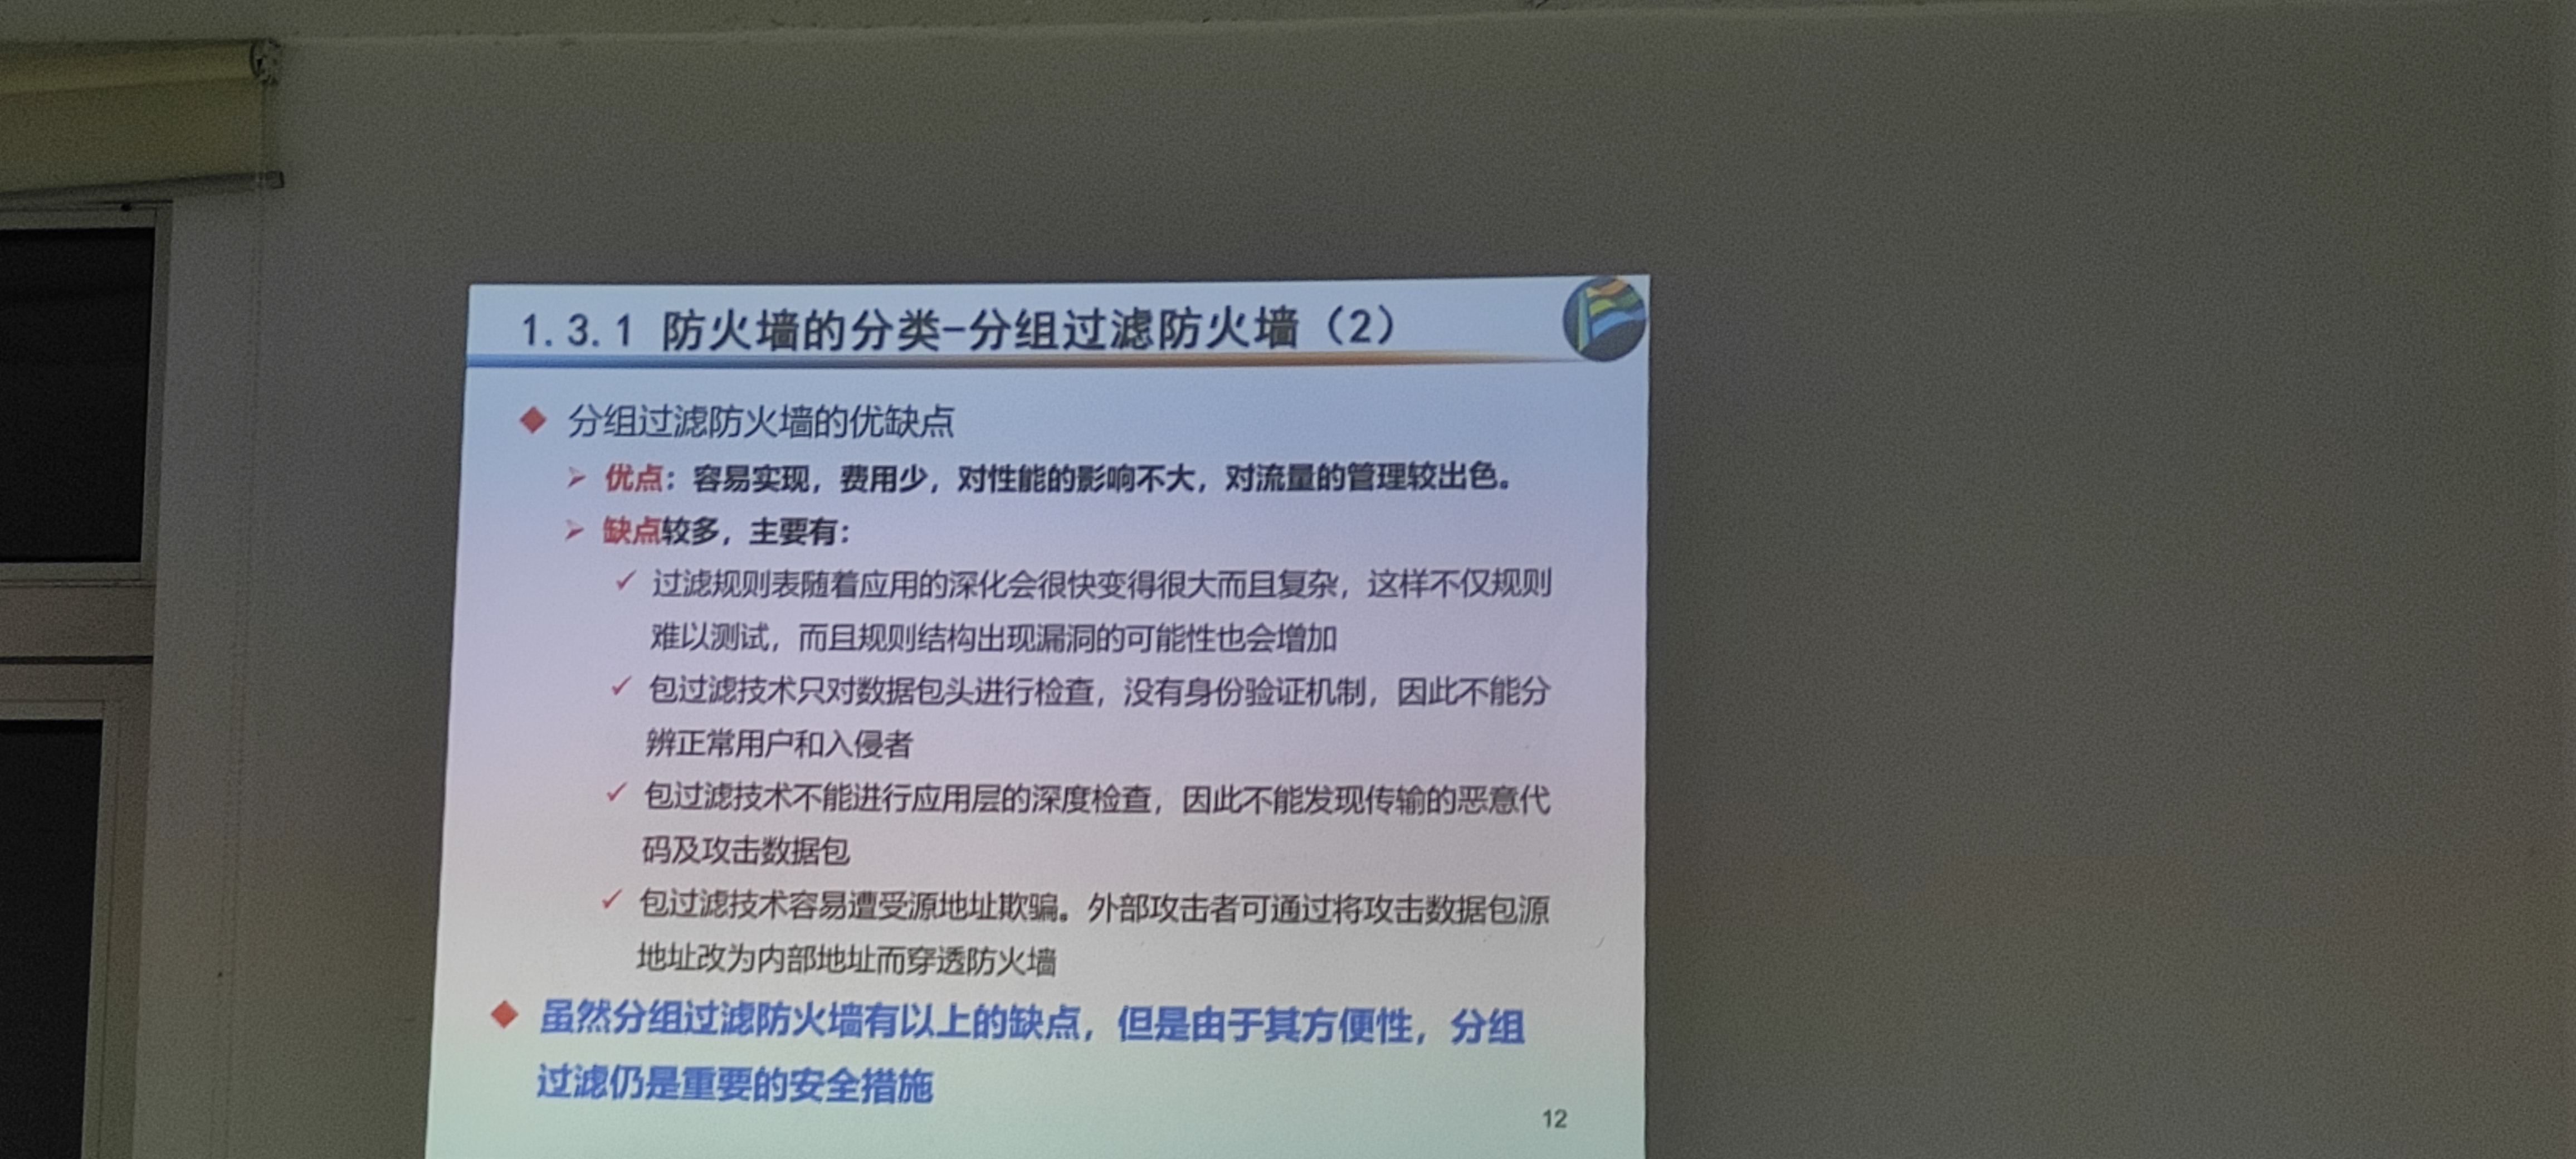 1.3.1 防火墙的分类-分组过滤防火墙（2）
分组过滤防火墙的优缺点
优点：容易实现，费用少，对性能的影响不大，对流量的管理较出色。
缺点较多，主要有：
过滤规则表随着应用的深化会很快变得很大而且复杂，这样不仅规则
难以测试，而且规则结构出现漏洞的可能性也会增加
包过滤技术只对数据包头进行检查，没有身份验证机制，因此不能分
辨正常用户和入侵者
包过滤技术不能进行应用层的深度检查，因此不能发现传输的恶意代
码及攻击数据包
包过滤技术容易遭受源地址欺骗。外部攻击者可通过将攻击数据包源
地址改为内部地址而穿透防火墙
虽然分组过滤防火墙有以上的缺点，但是由于其方便性，分组
过滤仍是重要的安全措施
12